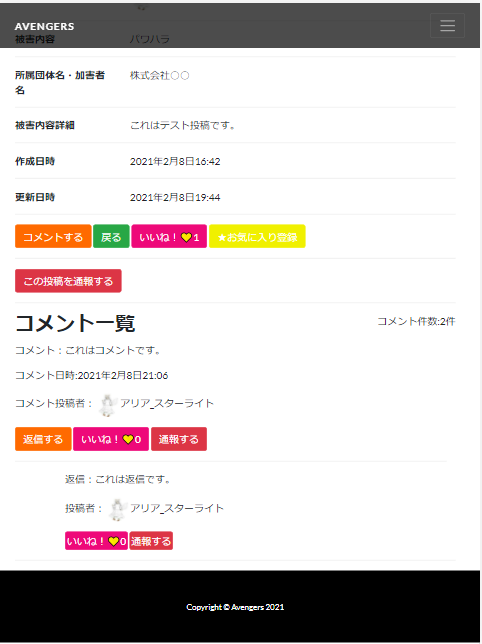 AVENGERS
被害内容 パワハラ
所属団体名・加害者
名
株式会社○○
被害内容詳細 これはテスト投稿です。
作成日時 2021年2月8日16:42
更新日時 2021年2月8日19:44
コメントする 戻る いいね！♥1 ★お気に入り登録
この投稿を通報する
コメント一覧 コメント件数:2件
コメント：これはコメントです。
コメント日時:2021年2月8日21:06
コメント投稿者： アリア_スターライト
返信する いいね！♥0 通報する
返信：これは返信です。
投稿者： アリア_スターライト
いいね！♥0 通報する
Copyright © Avengers 2021